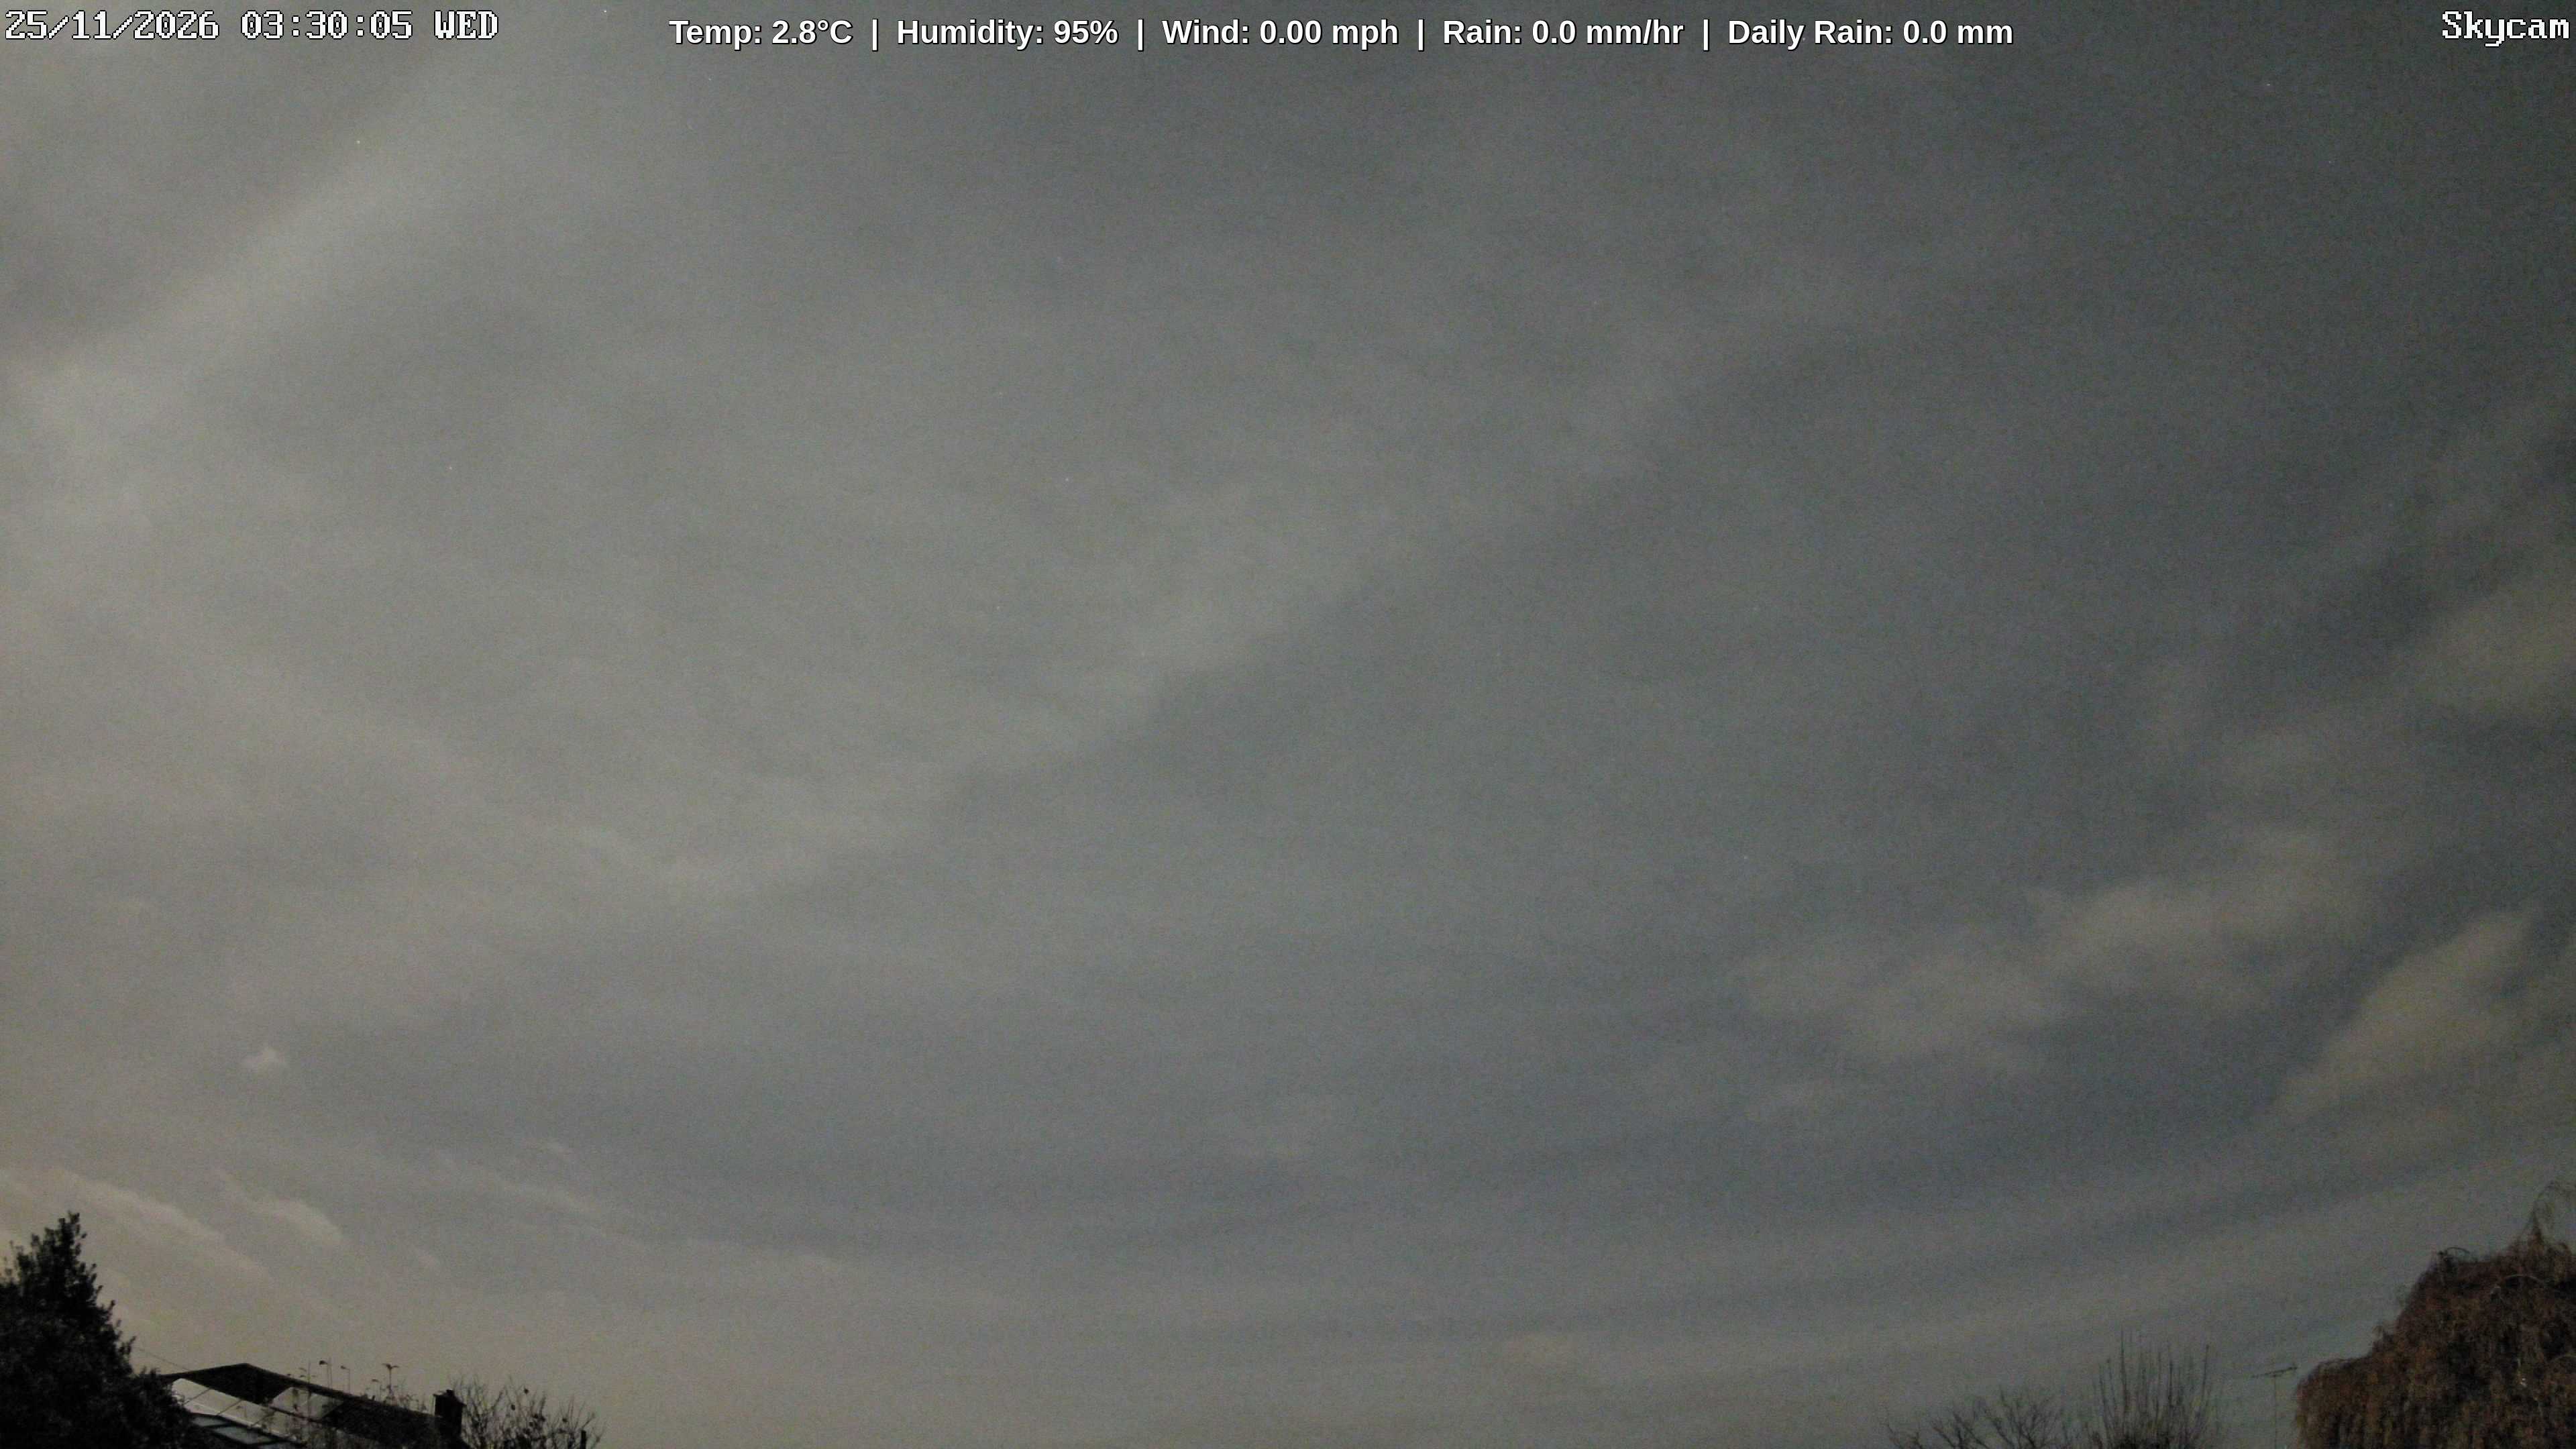 25/11/2026 03:30:05 WED
Temp: 2.8°C | Humidity: 95% | Wind: 0.00 mph | Rain: 0.0 mm/hr | Daily Rain: 0.0 mm
Skycam